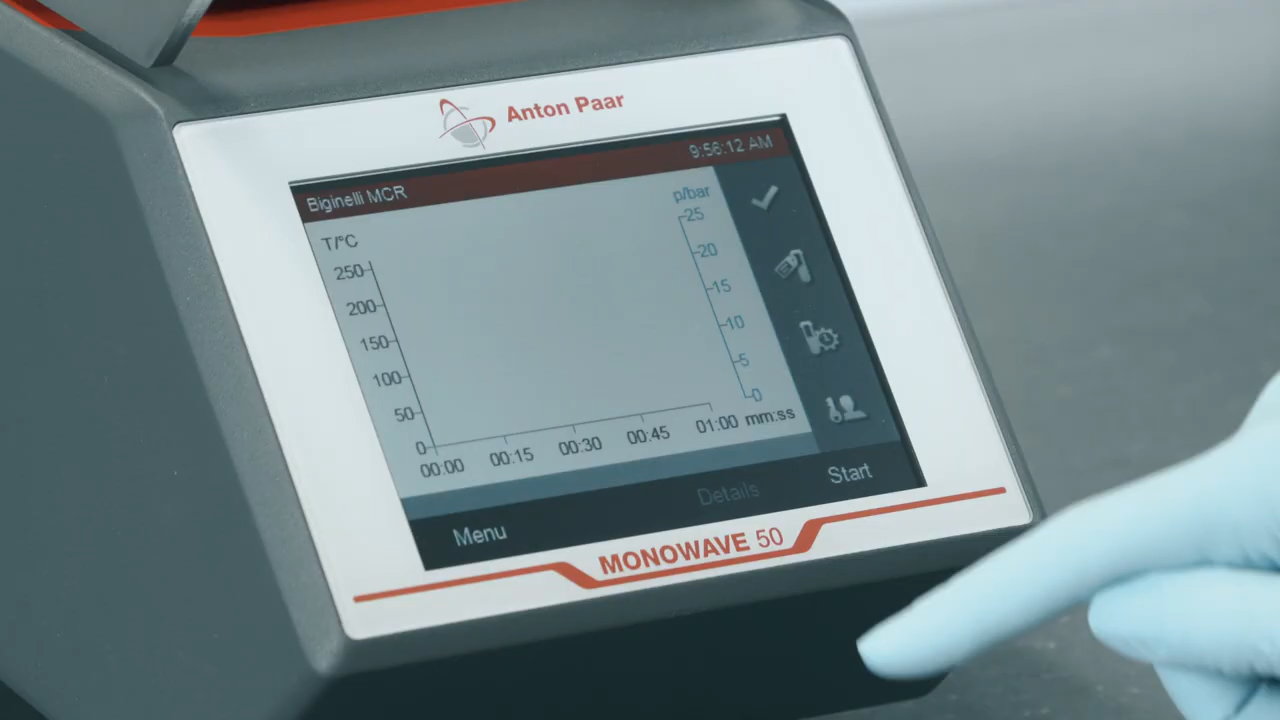 Anton Paar
9:56:12 AM
Biginelli MCR
T/°C
p/bar
250
200
150
100
50
0
25
20
15
10
5
0
00:00 00:15 00:30 00:45 01:00 mm:ss
Menu Details Start
MONOWAVE 50